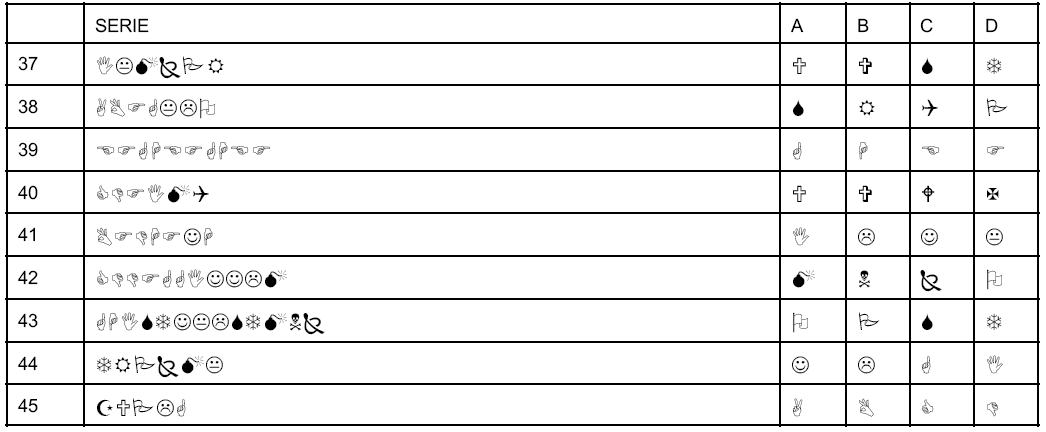 SERIE A B C D
37 ✋😐💣🙧🏱☼ 🕆 ✞ 💧 ❄
38 ✌👌☞☝😐☹🏳 💧 ☼ ✈ 🏱
39 ☜☞☝☟☜☞☝☟☜☞ ☝ ☟ ☜ ☞
40 👍👎☞✋💣✈ 🕆 ✞ 🕈 ✠
41 👌☞👎☟☞☺☟ ✋ ☹ ☺ 😐
42 👍👎👎☞☝☝✋☺☺☹💣 💣 ☠ 🙧 🏳
43 ☝☟✋💧❄☺😐☹💧❄💣☠🙧 🏳 🏱 💧 ❄
44 ❄☼🏱🙧💣😐 ☺ ☹ ☝ ✋
45 ☪🕆🏱☹☝ ✌ 👌 👍 👎